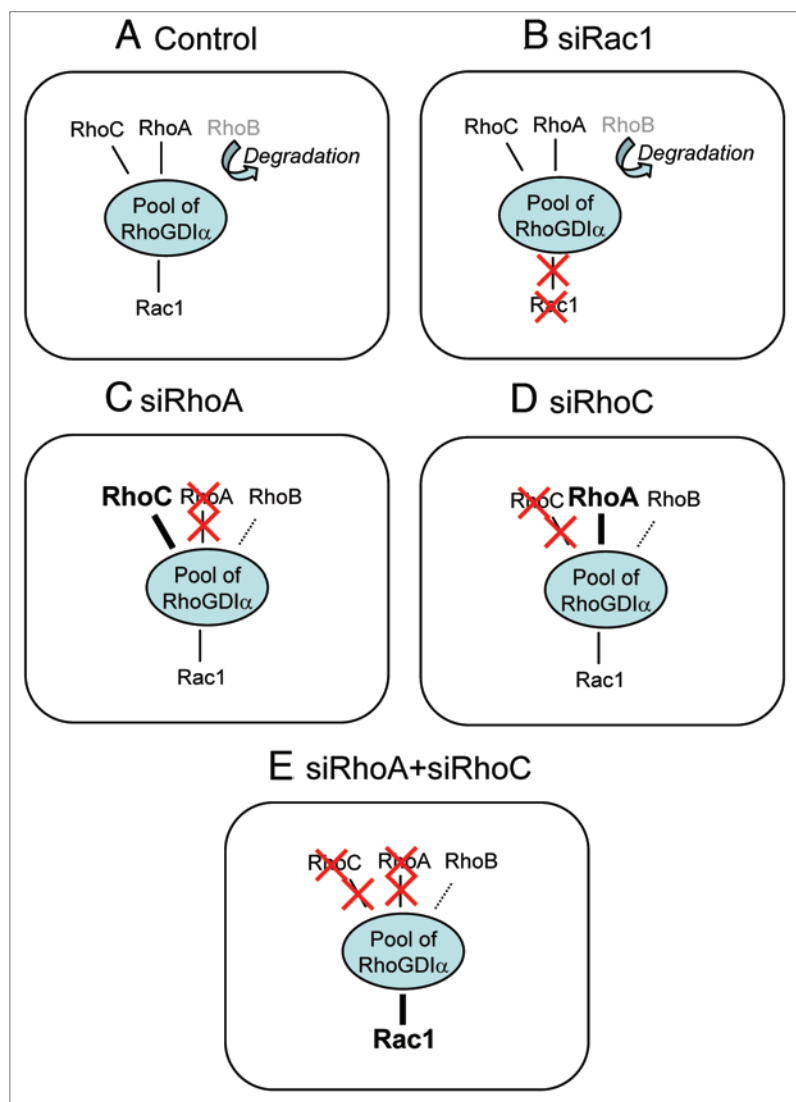 A Control
RhoC RhoA RhoB
Degradation
Pool of
RhoGDIα
Rac1
B siRac1
RhoC RhoA RhoB
Degradation
Pool of
RhoGDIα
Rac1
C siRhoA
RhoC RhoA RhoB
Pool of
RhoGDIα
Rac1
D siRhoC
RhoC RhoA RhoB
Pool of
RhoGDIα
Rac1
E siRhoA+siRhoC
RhoC RhoA RhoB
Pool of
RhoGDIα
Rac1